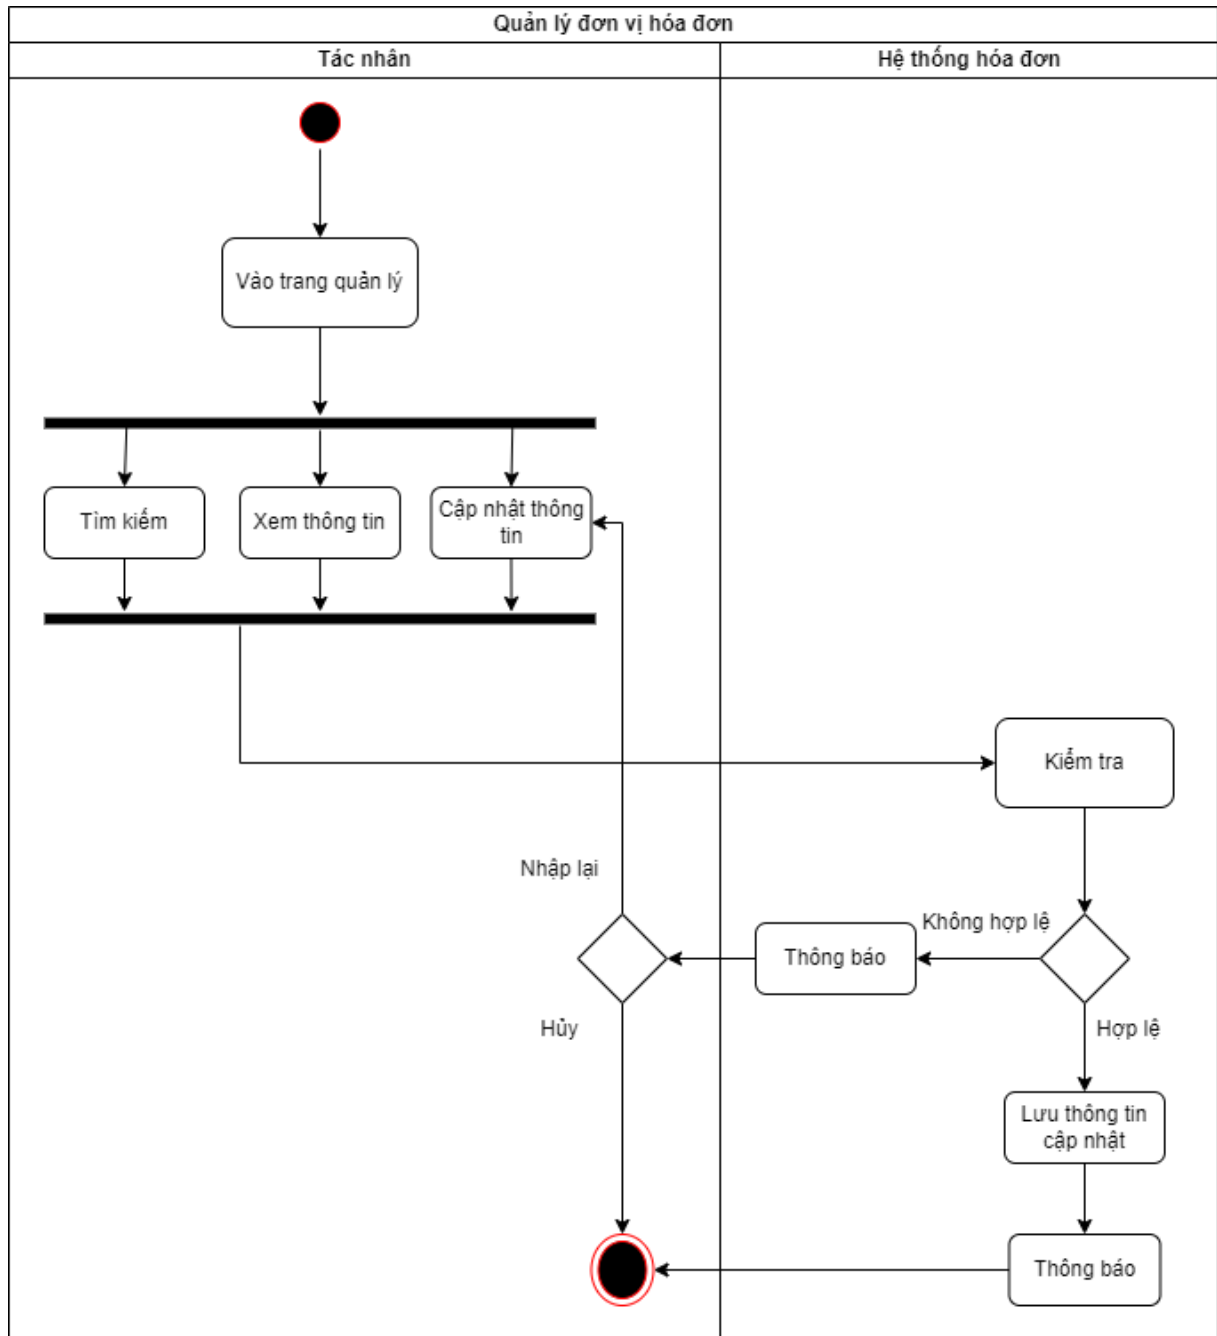 Quản lý đơn vị hóa đơn
Tác nhân
Hệ thống hóa đơn
Vào trang quản lý
Tìm kiếm
Xem thông tin
Cập nhật thông
tin
Kiểm tra
Nhập lại
Không hợp lệ
Thông báo
Hủy
Hợp lệ
Lưu thông tin
cập nhật
Thông báo